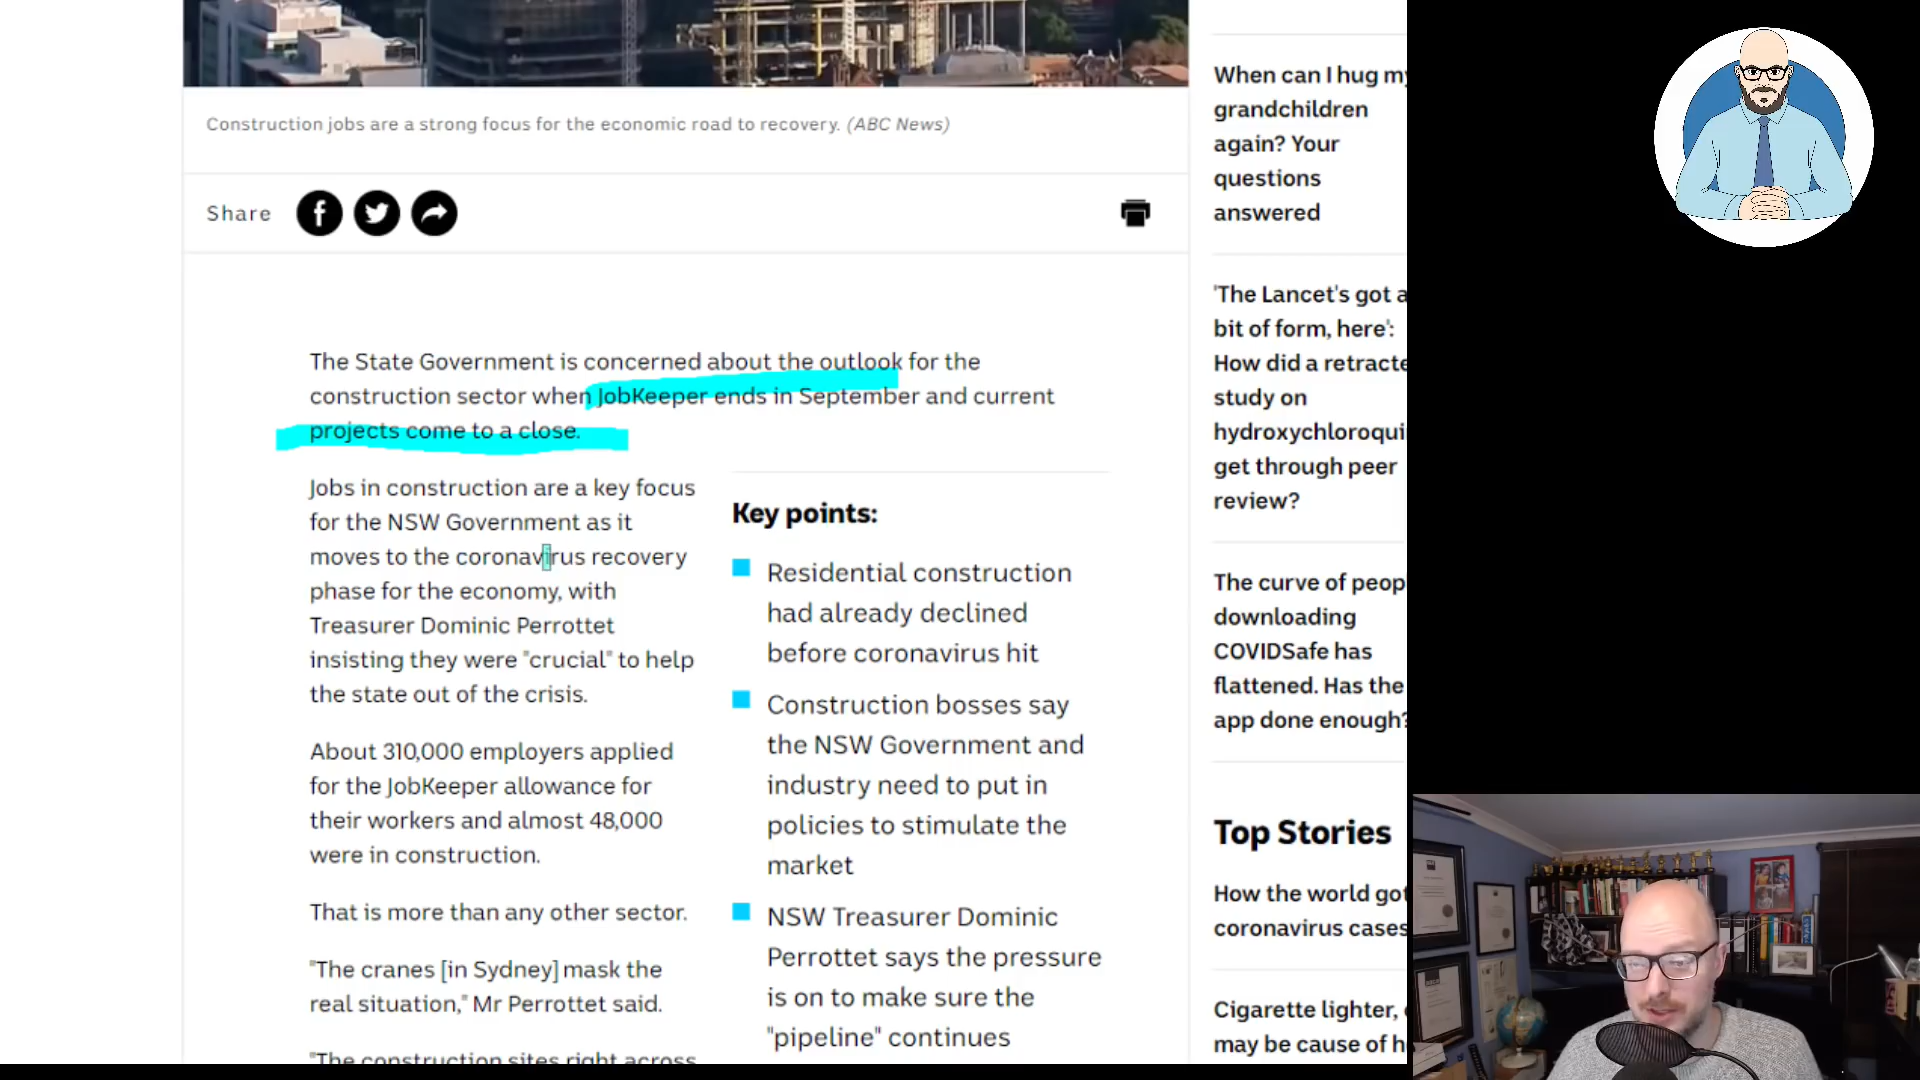 Construction jobs are a strong focus for the economic road to recovery. (ABC News)
Share
The State Government is concerned about the outlook for the
construction sector when JobKeeper ends in September and current
projects come to a close.
Jobs in construction are a key focus
for the NSW Government as it
moves to the coronavirus recovery
phase for the economy, with
Treasurer Dominic Perrottet
insisting they were "crucial" to help
the state out of the crisis.
About 310,000 employers applied
for the JobKeeper allowance for
their workers and almost 48,000
were in construction.
That is more than any other sector.
"The cranes [in Sydney] mask the
real situation," Mr Perrottet said.
"The construction sites right across
Key points:
Residential construction
had already declined
before coronavirus hit
Construction bosses say
the NSW Government and
industry need to put in
policies to stimulate the
market
NSW Treasurer Dominic
Perrottet says the pressure
is on to make sure the
"pipeline" continues
When can I hug my
grandchildren
again? Your
questions
answered
'The Lancet's got a
bit of form, here':
How did a retracte
study on
hydroxychloroqui
get through peer
review?
The curve of peop
downloading
COVIDSafe has
flattened. Has the
app done enough?
Top Stories
How the world got
coronavirus cases
Cigarette lighter,
may be cause of h